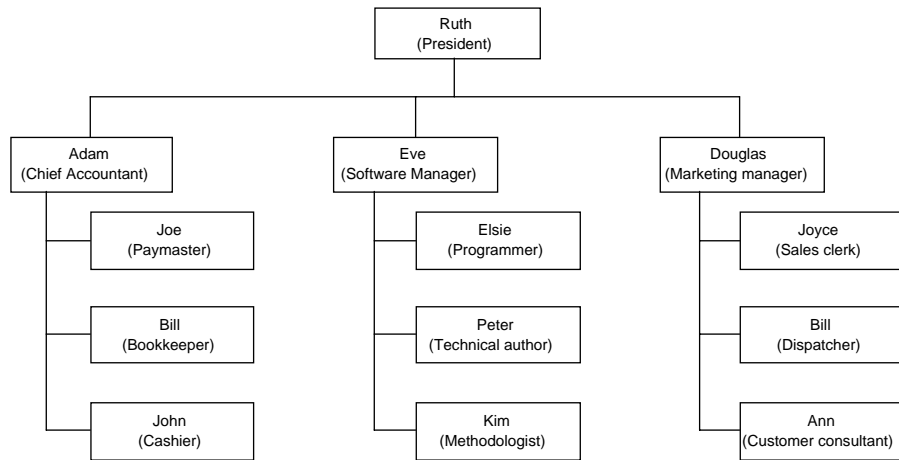 Ruth
(President)
Adam
(Chief Accountant)
Eve
(Software Manager)
Douglas
(Marketing manager)
Joe
(Paymaster)
Elsie
(Programmer)
Joyce
(Sales clerk)
Bill
(Bookkeeper)
Peter
(Technical author)
Bill
(Dispatcher)
John
(Cashier)
Kim
(Methodologist)
Ann
(Customer consultant)